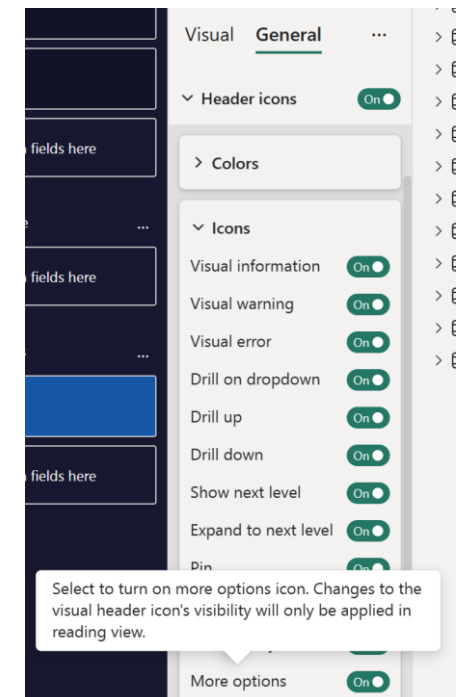 Visual General ...
Header icons On
fields here
Colors
...
Icons
Visual information On
fields here
Visual warning On
Visual error On
...
Drill on dropdown On
Drill up On
Drill down On
fields here
Show next level On
Expand to next level On
Pin On
Select to turn on more options icon. Changes to the
visual header icon's visibility will only be applied in
reading view.
More options On